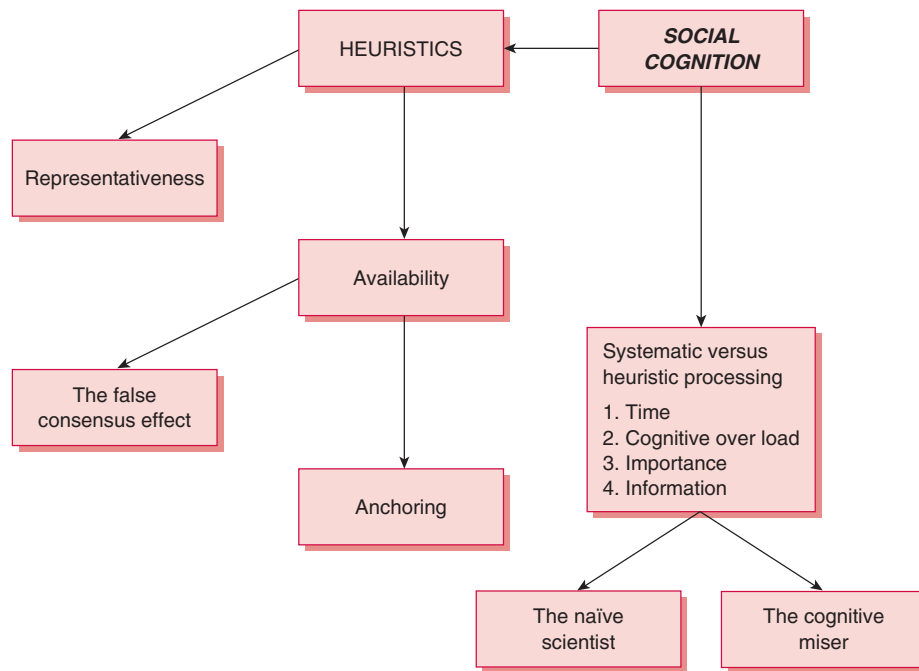 HEURISTICS
SOCIAL
COGNITION
Representativeness
Availability
The false
consensus effect
Anchoring
Systematic versus
heuristic processing
1. Time
2. Cognitive over load
3. Importance
4. Information
The naïve
scientist
The cognitive
miser